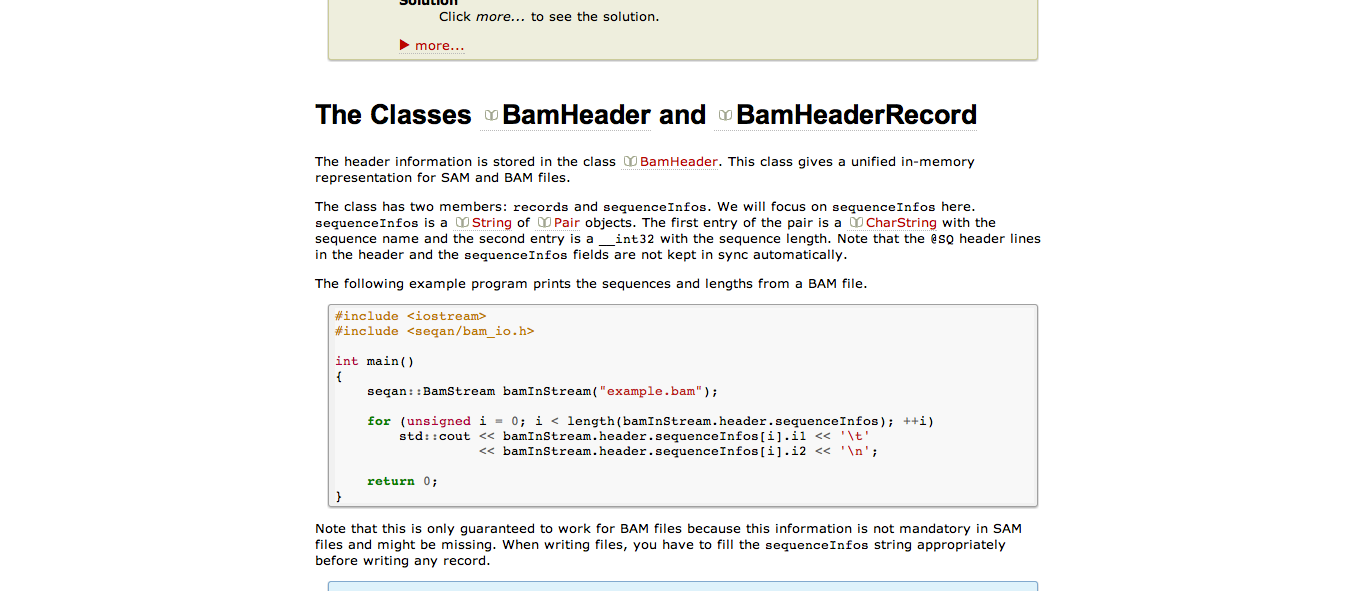 Solution
Click more... to see the solution.
▶ more...
The Classes BamHeader and BamHeaderRecord
The header information is stored in the class BamHeader. This class gives a unified in-memory
representation for SAM and BAM files.
The class has two members: records and sequenceInfos. We will focus on sequenceInfos here.
sequenceInfos is a String of Pair objects. The first entry of the pair is a CharString with the
sequence name and the second entry is a __int32 with the sequence length. Note that the @SQ header lines
in the header and the sequenceInfos fields are not kept in sync automatically.
The following example program prints the sequences and lengths from a BAM file.
#include <iostream>
#include <seqan/bam_io.h>
int main()
{
    seqan::BamStream bamInStream("example.bam");
    for (unsigned i = 0; i < length(bamInStream.header.sequenceInfos); ++i)
        std::cout << bamInStream.header.sequenceInfos[i].i1 << '\t'
                  << bamInStream.header.sequenceInfos[i].i2 << '\n';
    return 0;
}
Note that this is only guaranteed to work for BAM files because this information is not mandatory in SAM
files and might be missing. When writing files, you have to fill the sequenceInfos string appropriately
before writing any record.